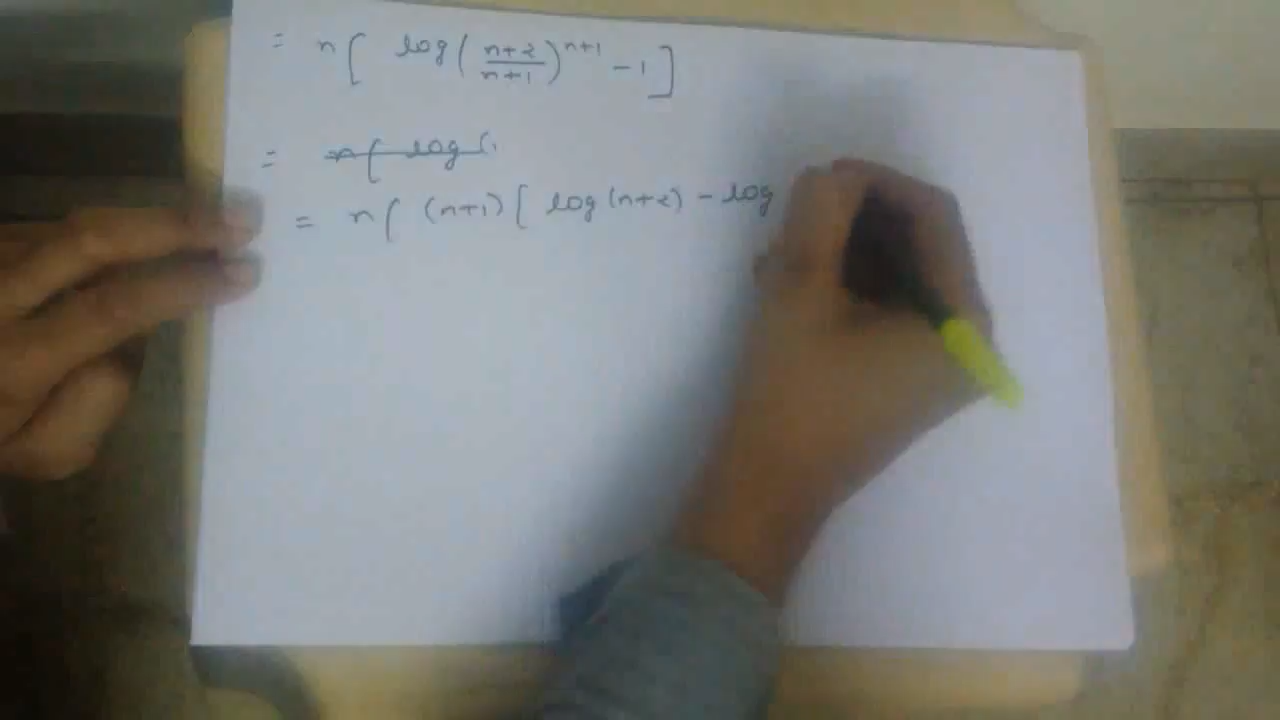 = n[ log(n+2/n+1)^n+1 - 1]
= n[ log(
= n[ (n+1)[ log(n+2) - log